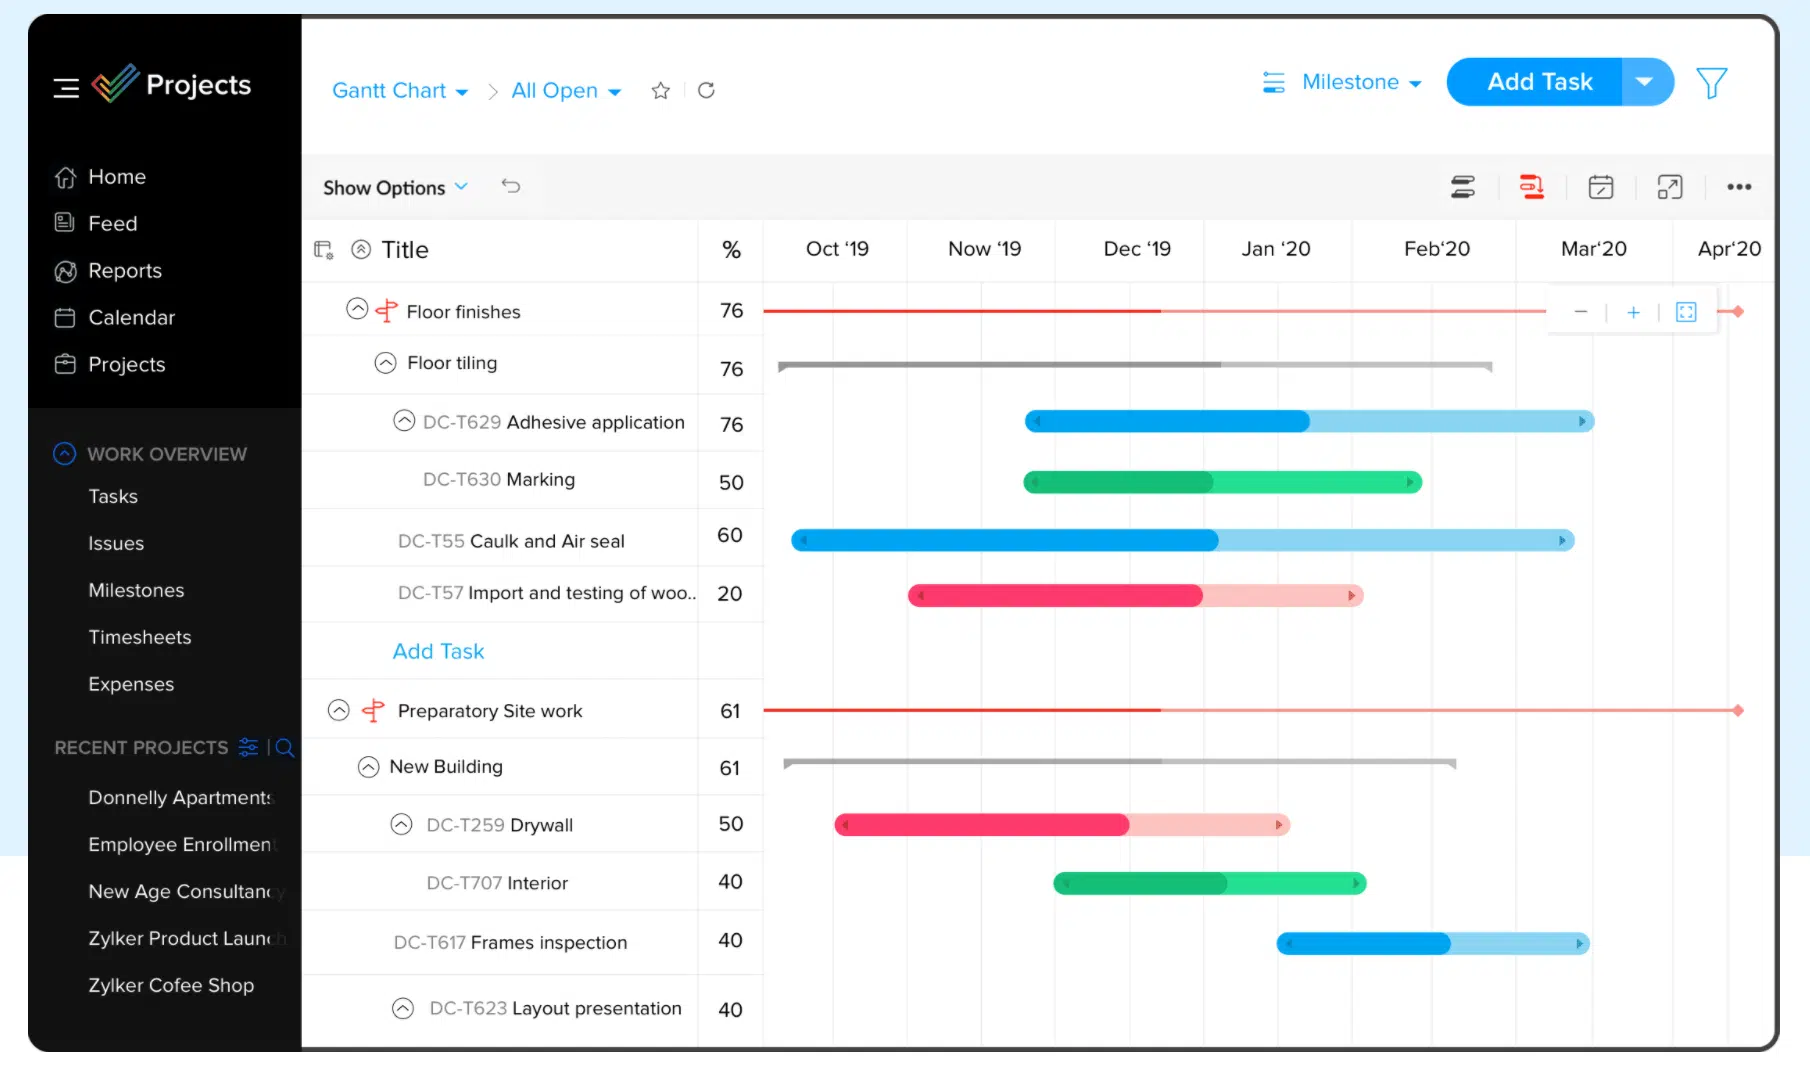 Projects
Home
Feed
Reports
Calendar
Projects
WORK OVERVIEW
Tasks
Issues
Milestones
Timesheets
Expenses
RECENT PROJECTS
Donnelly Apartments
Employee Enrollment
New Age Consultancy
Zylker Product Launch
Zylker Cofee Shop
Gantt Chart All Open
Milestone Add Task
Show Options
Title % Oct ‘19 Now ‘19 Dec ‘19 Jan ‘20 Feb‘20 Mar‘20 Apr‘20
Floor finishes 76
Floor tiling 76
DC-T629 Adhesive application 76
DC-T630 Marking 50
DC-T55 Caulk and Air seal 60
DC-T57 Import and testing of woo.. 20
Add Task
Preparatory Site work 61
New Building 61
DC-T259 Drywall 50
DC-T707 Interior 40
DC-T617 Frames inspection 40
DC-T623 Layout presentation 40